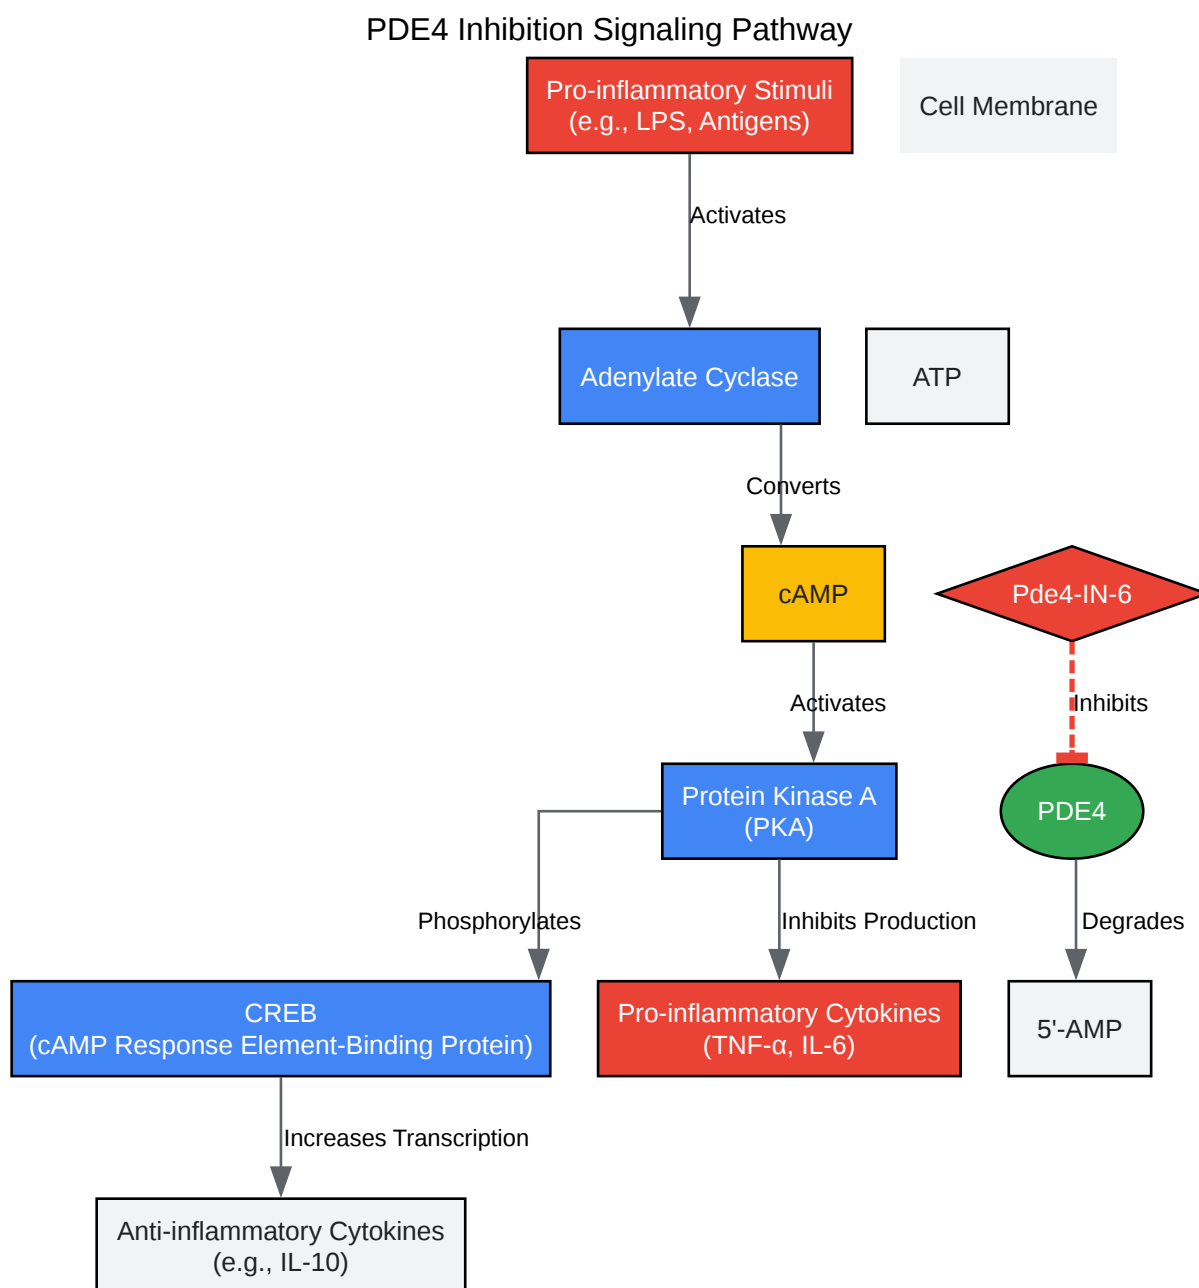 PDE4 Inhibition Signaling Pathway
Pro-inflammatory Stimuli
(e.g., LPS, Antigens)
Cell Membrane
Activates
Adenylate Cyclase
ATP
Converts
cAMP
Pde4-IN-6
Activates
Inhibits
Protein Kinase A
(PKA)
PDE4
Phosphorylates
Inhibits Production
Degrades
CREB
(cAMP Response Element-Binding Protein)
Pro-inflammatory Cytokines
(TNF-α, IL-6)
5'-AMP
Increases Transcription
Anti-inflammatory Cytokines
(e.g., IL-10)